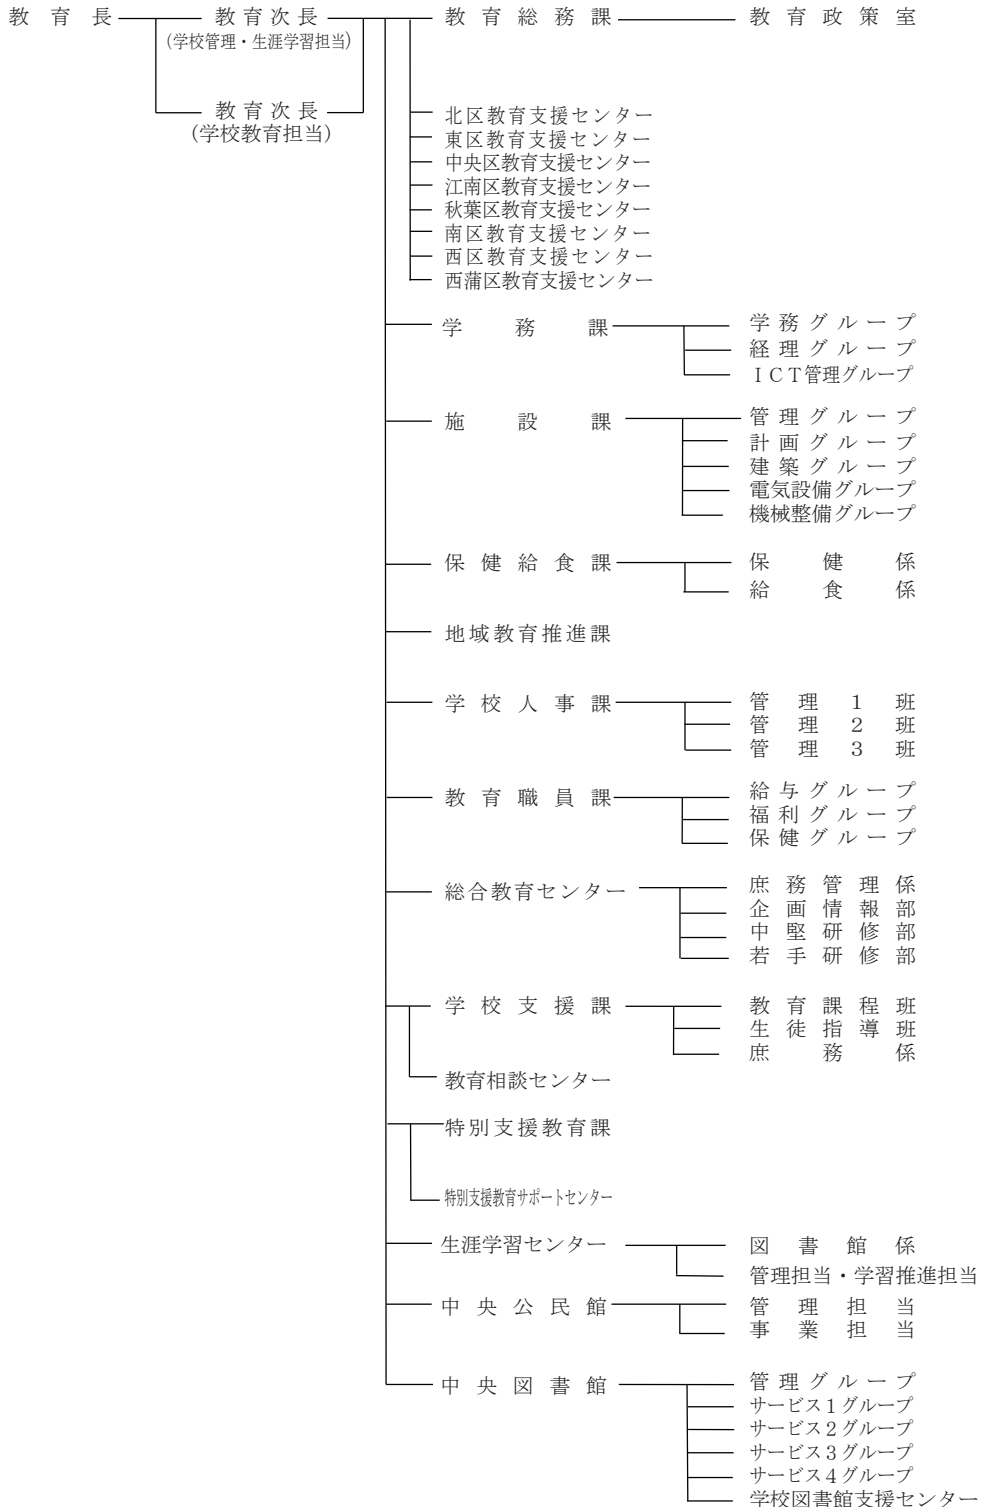 教育長 教育次長 教育総務課 教育政策室
(学校管理・生涯学習担当)
教育次長
(学校教育担当)
北区教育支援センター
東区教育支援センター
中央区教育支援センター
江南区教育支援センター
秋葉区教育支援センター
南区教育支援センター
西区教育支援センター
西蒲区教育支援センター
学務課 学務グループ
経理グループ
ICT管理グループ
施設課 管理グループ
計画グループ
建築グループ
電気設備グループ
機械整備グループ
保健給食課 保健係
給食係
地域教育推進課
学校人事課 管理1班
管理2班
管理3班
教育職員課 給与グループ
福利グループ
保健グループ
総合教育センター 庶務管理係
企画情報部
中堅研修部
若手研修部
学校支援課 教育課程班
生徒指導班
庶務係
教育相談センター
特別支援教育課
特別支援教育サポートセンター
生涯学習センター 図書館係
管理担当・学習推進担当
中央公民館 管理担当
事業担当
中央図書館 管理グループ
サービス1グループ
サービス2グループ
サービス3グループ
サービス4グループ
学校図書館支援センター